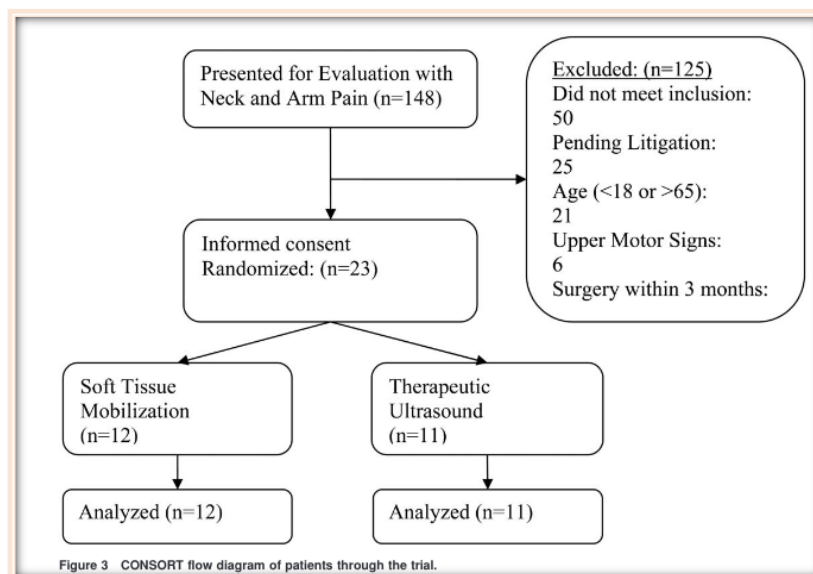 Presented for Evaluation with
Neck and Arm Pain (n=148)
Excluded: (n=125)
Did not meet inclusion:
50
Pending Litigation:
25
Age (<18 or >65):
21
Upper Motor Signs:
6
Surgery within 3 months:
Informed consent
Randomized: (n=23)
Soft Tissue
Mobilization
(n=12)
Therapeutic
Ultrasound
(n=11)
Analyzed (n=12)
Analyzed (n=11)
Figure 3 CONSORT flow diagram of patients through the trial.